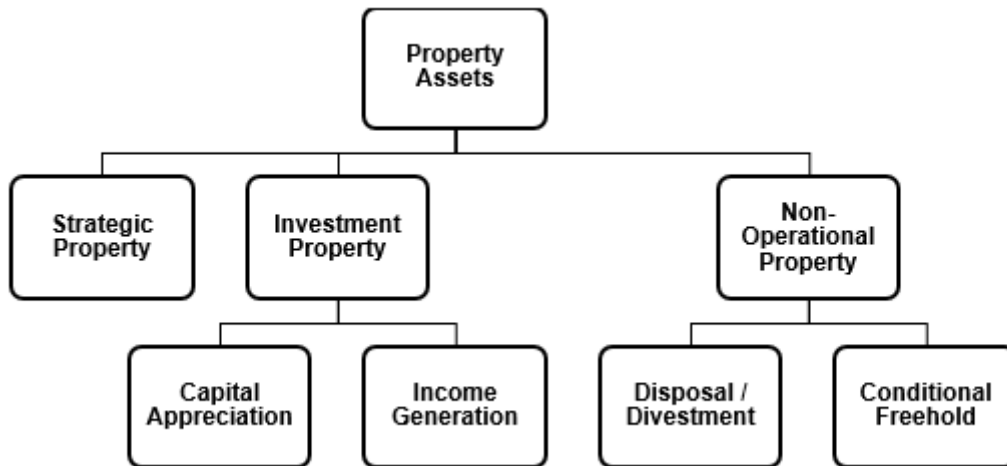 Property
Assets
Strategic
Property
Investment
Property
Non-
Operational
Property
Capital
Appreciation
Income
Generation
Disposal /
Divestment
Conditional
Freehold